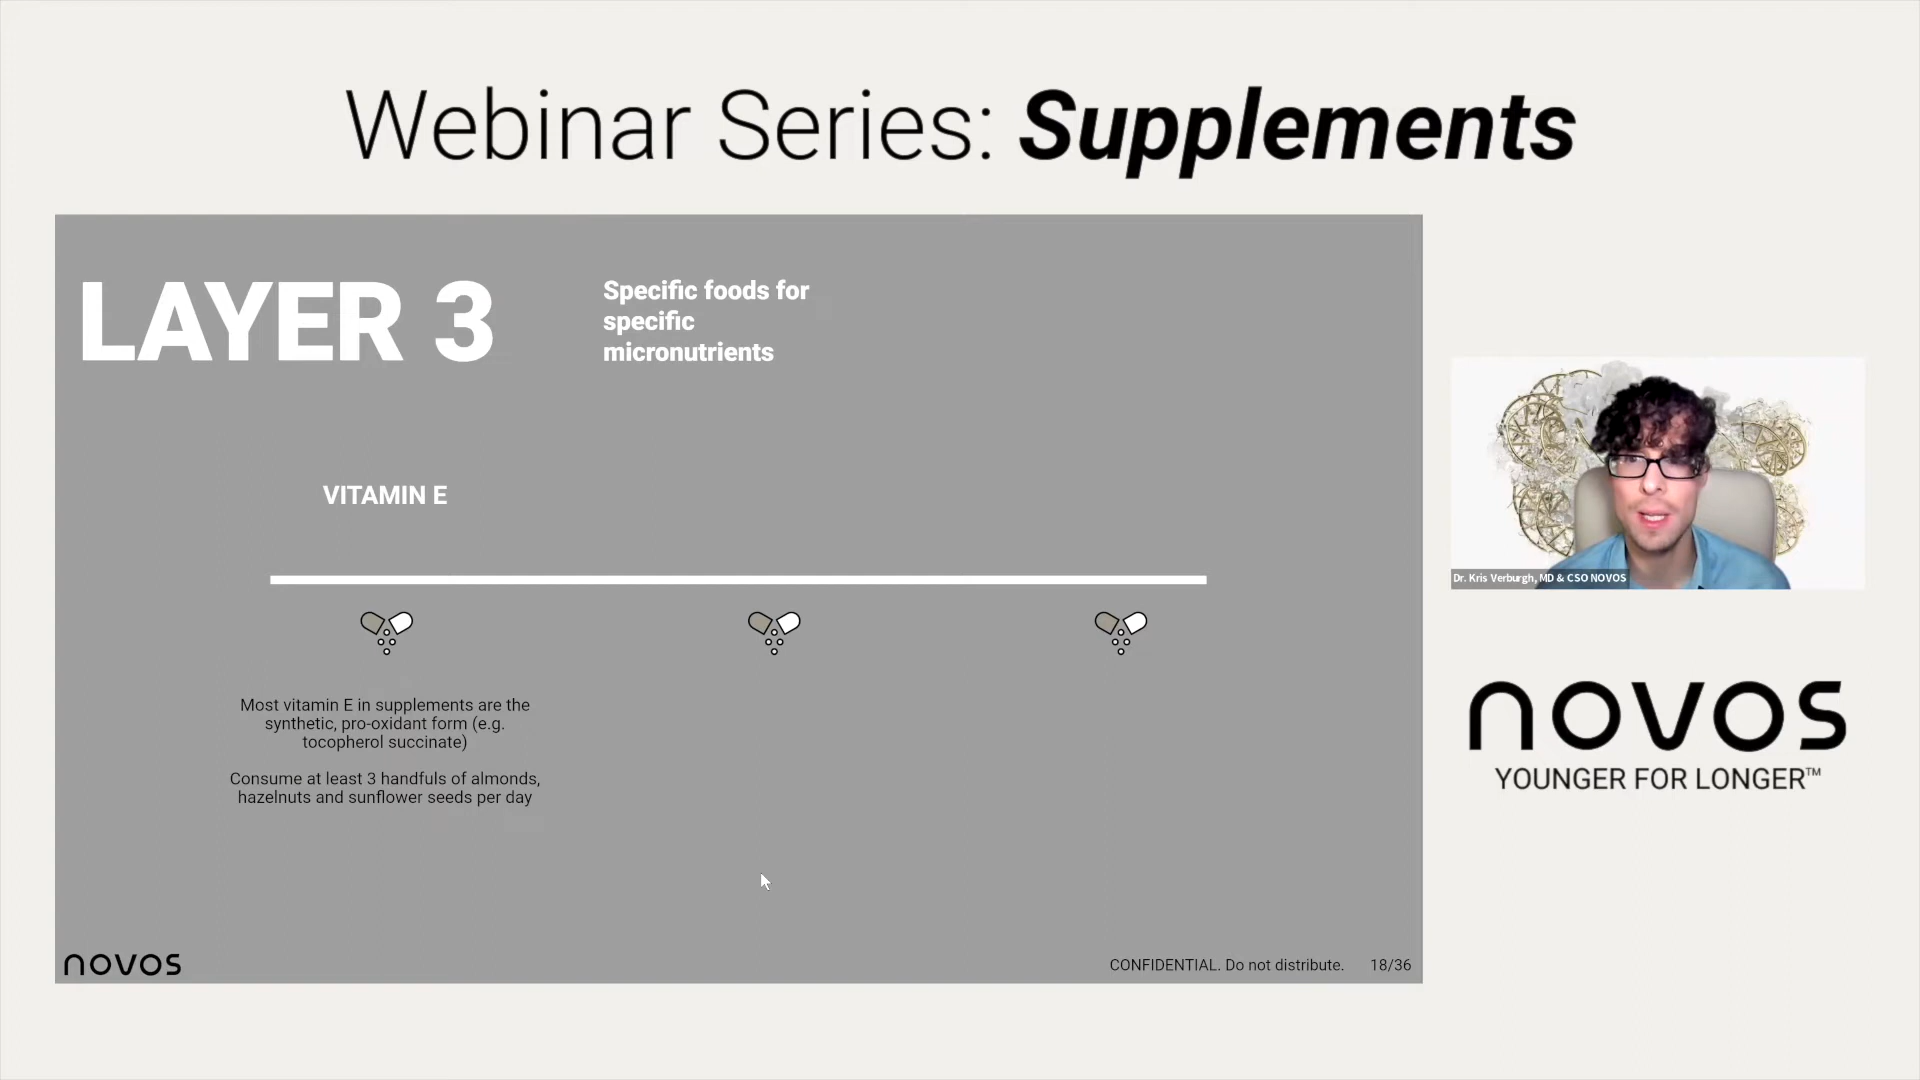 Webinar Series: Supplements
LAYER 3
Specific foods for
specific
micronutrients
VITAMIN E
Most vitamin E in supplements are the
synthetic, pro-oxidant form (e.g.
tocopherol succinate)
Consume at least 3 handfuls of almonds,
hazelnuts and sunflower seeds per day
novos
CONFIDENTIAL. Do not distribute. 18/36
Dr. Kris Verburgh, MD & CSO NOVOS
novos
YOUNGER FOR LONGER™